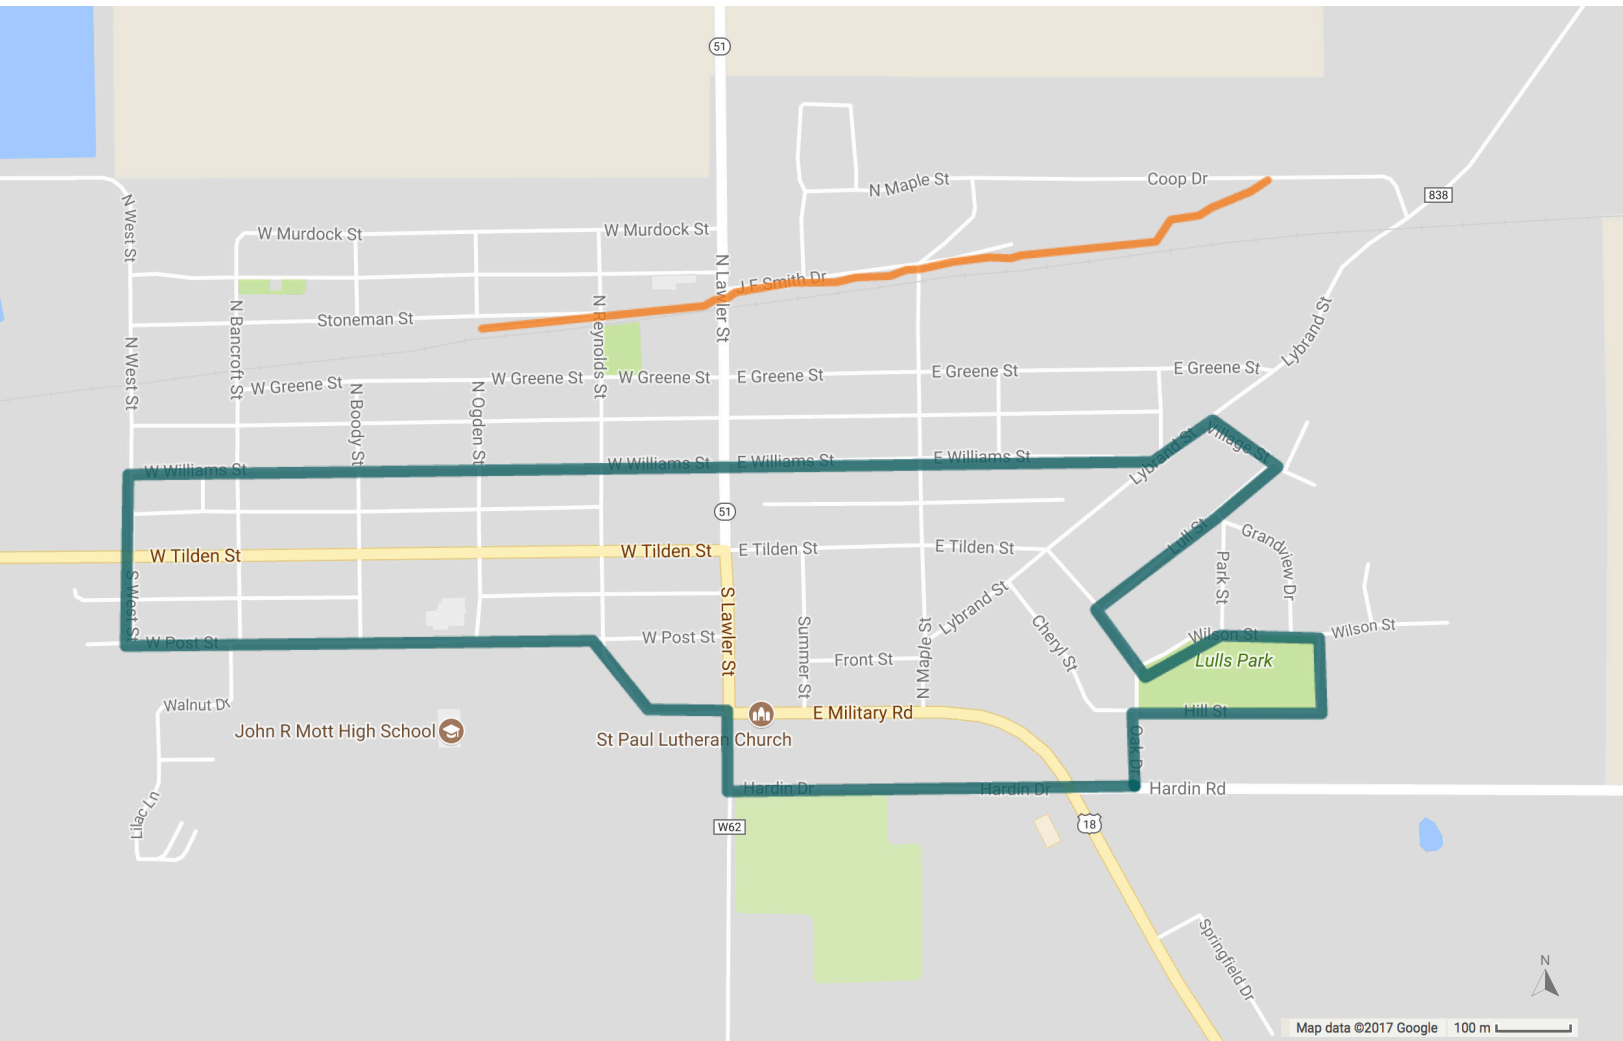 51
N Maple St
Coop Dr
838
N West St
W Murdock St
W Murdock St
N Lawler St
J F Smith Dr
N Bancroft St
Stoneman St
N Reynolds St
Lybrand St
N West St
W Greene St
W Greene St
W Greene St
E Greene St
E Greene St
E Greene St
N Boody St
N Ogden St
Village St
W Williams St
W Williams St
E Williams St
E Williams St
Lybrand St
51
Lull St
Grandview Dr
W Tilden St
W Tilden St
E Tilden St
E Tilden St
Park St
S West St
S Lawler St
Lybrand St
Cheryl St
W Post St
W Post St
Summer St
N Maple St
Wilson St
Wilson St
Front St
Lulls Park
Walnut Dr
E Military Rd
Hill St
John R Mott High School
St Paul Lutheran Church
Oak Dr
Hardin Dr
Hardin Dr
Hardin Rd
Lilac Ln
W62
18
Springfield Dr
N
Map data ©2017 Google
100 m